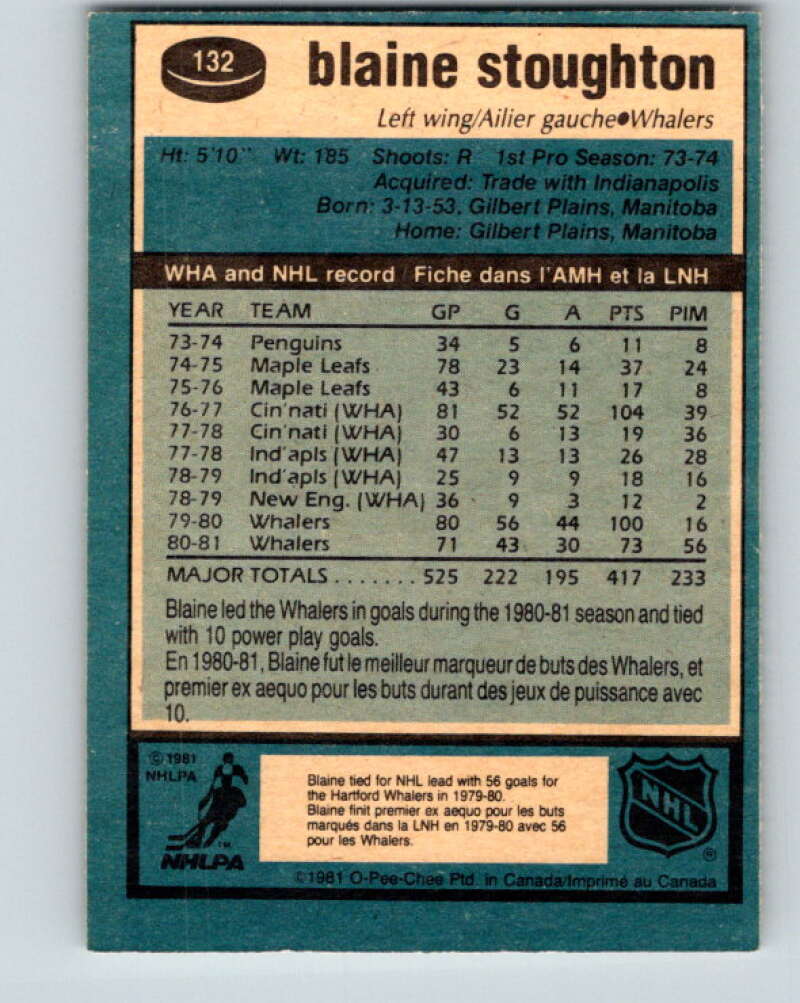 132
blaine stoughton
Left wing/Ailier gauche●Whalers
Ht: 5'10" Wt: 185 Shoots: R 1st Pro Season: 73-74
Acquired: Trade with Indianapolis
Born: 3-13-53, Gilbert Plains, Manitoba
Home: Gilbert Plains, Manitoba
WHA and NHL record Fiche dans l'AMH et la LNH
YEAR TEAM GP G A PTS PIM
73-74 Penguins 34 5 6 11 8
74-75 Maple Leafs 78 23 14 37 24
75-76 Maple Leafs 43 6 11 17 8
76-77 Cin'nati (WHA) 81 52 52 104 39
77-78 Cin'nati (WHA) 30 6 13 19 36
77-78 Ind'apls (WHA) 47 13 13 26 28
78-79 Ind'apls (WHA) 25 9 9 18 16
78-79 New Eng. (WHA) 36 9 3 12 2
79-80 Whalers 80 56 44 100 16
80-81 Whalers 71 43 30 73 56
MAJOR TOTALS ....... 525 222 195 417 233
Blaine led the Whalers in goals during the 1980-81 season and tied
with 10 power play goals.
En 1980-81, Blaine fut le meilleur marqueur de buts des Whalers, et
premier ex aequo pour les buts durant des jeux de puissance avec
10.
© 1981
NHLPA
NHLPA
TM
Blaine tied for NHL lead with 56 goals for
the Hartford Whalers in 1979-80.
Blaine finit premier ex aequo pour les buts
marqués dans la LNH en 1979-80 avec 56
pour les Whalers.
NHL
®
©1981 O-Pee-Chee Ptd. in Canada/Imprimé au Canada